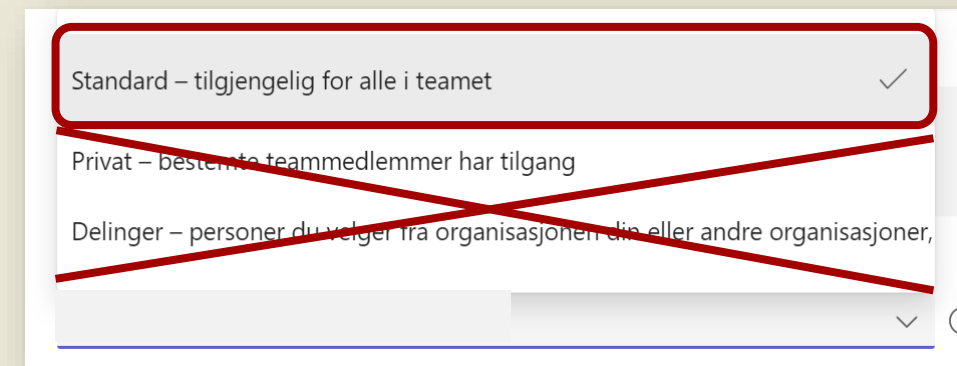 Standard – tilgjengelig for alle i teamet
Privat – bestemte teammedlemmer har tilgang
Delinger – personer du velger fra organisasjonen din eller andre organisasjoner,